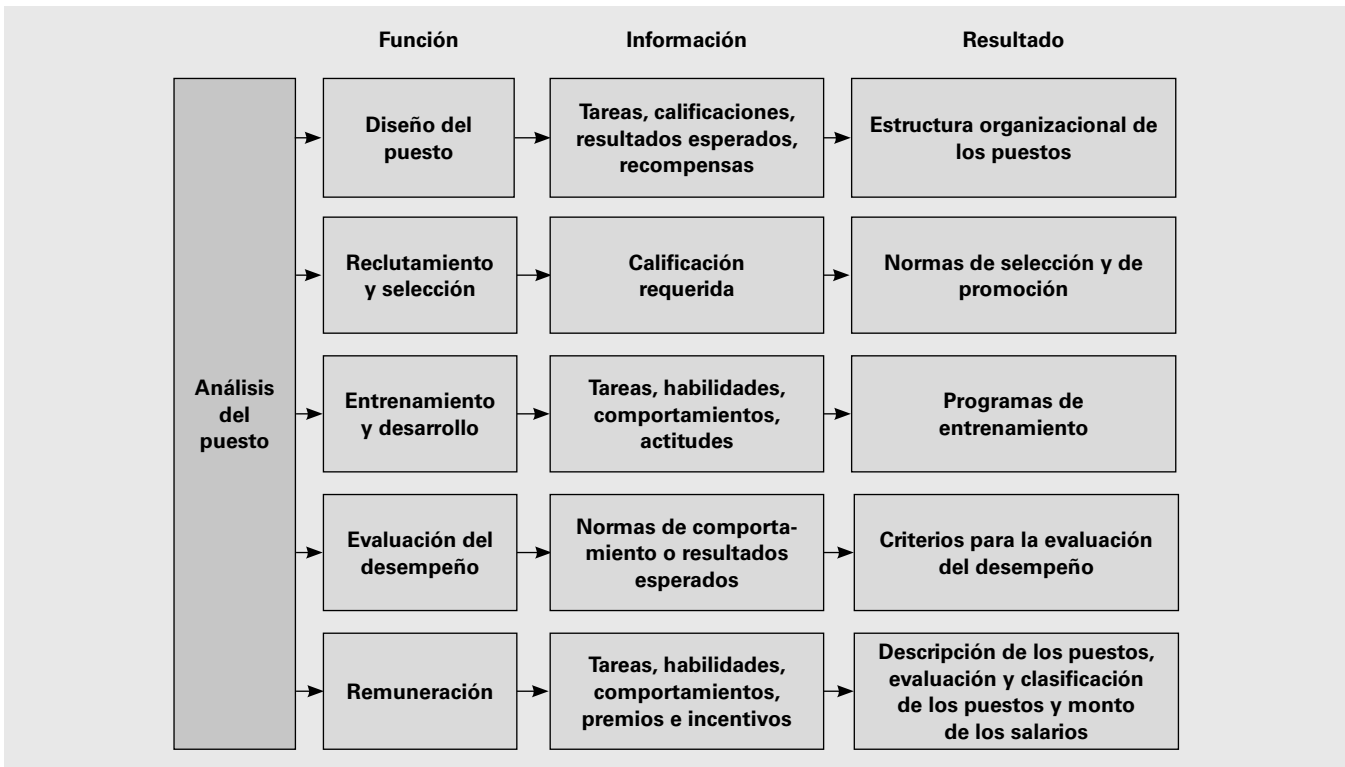 Función
Información
Resultado
Análisis
del
puesto
Diseño del
puesto
Tareas, calificaciones,
resultados esperados,
recompensas
Estructura organizacional de
los puestos
Reclutamiento
y selección
Calificación
requerida
Normas de selección y de
promoción
Entrenamiento
y desarrollo
Tareas, habilidades,
comportamientos,
actitudes
Programas de
entrenamiento
Evaluación del
desempeño
Normas de comporta-
miento o resultados
esperados
Criterios para la evaluación
del desempeño
Remuneración
Tareas, habilidades,
comportamientos,
premios e incentivos
Descripción de los puestos,
evaluación y clasificación
de los puestos y monto
de los salarios